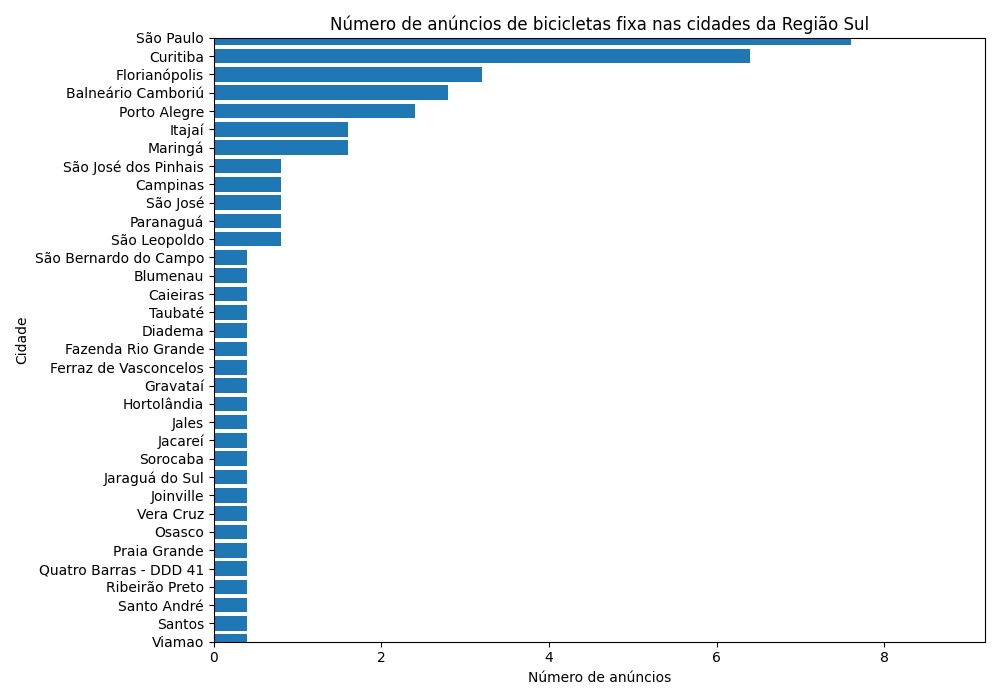 Número de anúncios de bicicletas fixa nas cidades da Região Sul
São Paulo
Curitiba
Florianópolis
Balneário Camboriú
Porto Alegre
Itajaí
Maringá
São José dos Pinhais
Campinas
São José
Paranaguá
São Leopoldo
São Bernardo do Campo
Blumenau
Caieiras
Taubaté
Diadema
Fazenda Rio Grande
Ferraz de Vasconcelos
Gravataí
Hortolândia
Jales
Jacareí
Sorocaba
Jaraguá do Sul
Joinville
Vera Cruz
Osasco
Praia Grande
Quatro Barras - DDD 41
Ribeirão Preto
Santo André
Santos
Viamao
Cidade
0 2 4 6 8
Número de anúncios